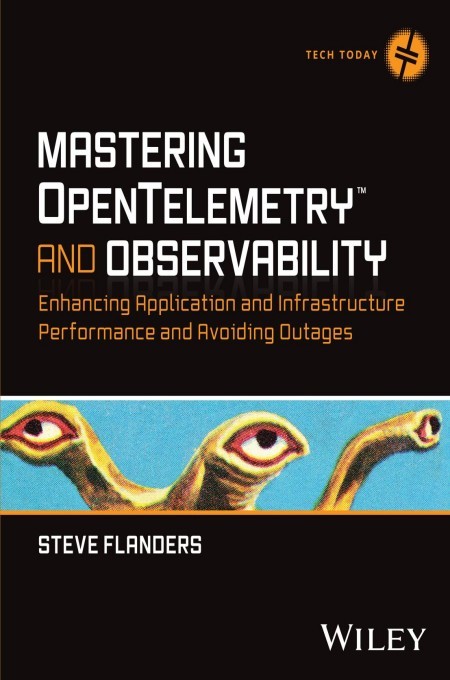 TECH TODAY
MASTERING
OPENTELEMETRY™
AND OBSERVABILITY
Enhancing Application and Infrastructure
Performance and Avoiding Outages
STEVE FLANDERS
WILEY